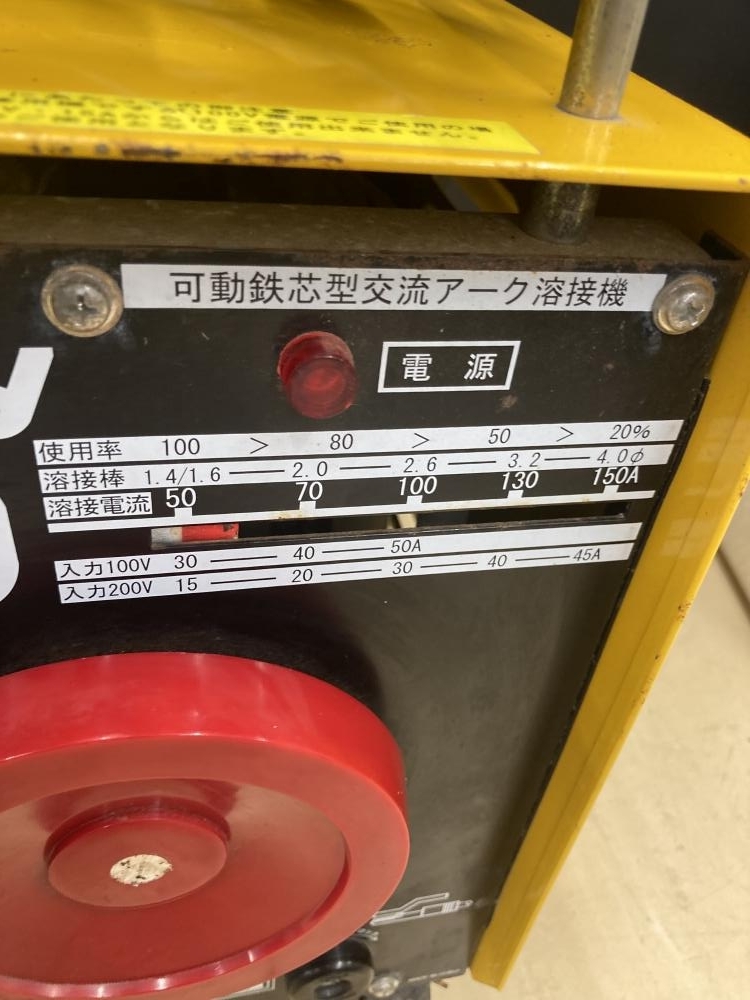 可動鉄芯型交流アーク溶接機
電 源
使用率 100 > 80 > 50 > 20%
溶接棒 1.4/1.6 — 2.0 — 2.6 — 3.2 — 4.0φ
溶接電流 50 70 100 130 150A
入力100V 30 — 40 — 50A
入力200V 15 — 20 — 30 — 40 — 45A